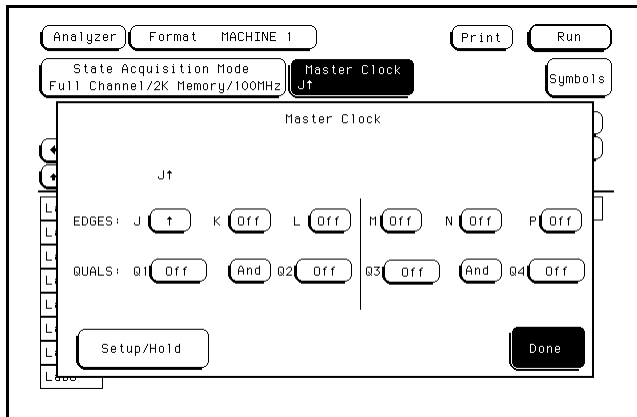 Analyzer Format MACHINE 1 Print Run
State Acquisition Mode Master Clock
Full Channel/2K Memory/100MHz J↑ Symbols
Master Clock
J↑
EDGES: J ↑ K Off L Off M Off N Off P Off
QUALS: Q1 Off And Q2 Off Q3 Off And Q4 Off
Setup/Hold Done